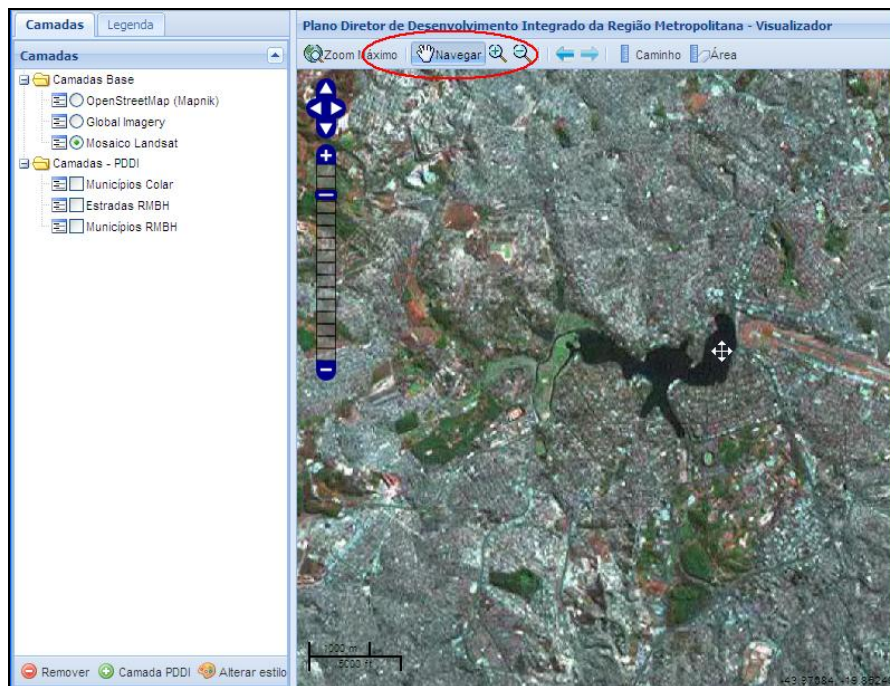 Camadas Legenda
Camadas
Camadas Base
OpenStreetMap (Mapnik)
Global Imagery
Mosaico Landsat
Camadas - PDDI
Municípios Colar
Estradas RMBH
Municípios RMBH
Remover Camada PDDI Alterar estilo
Plano Diretor de Desenvolvimento Integrado da Região Metropolitana - Visualizador
Zoom Máximo Navegar Caminho Área
1000 m
5000 ft